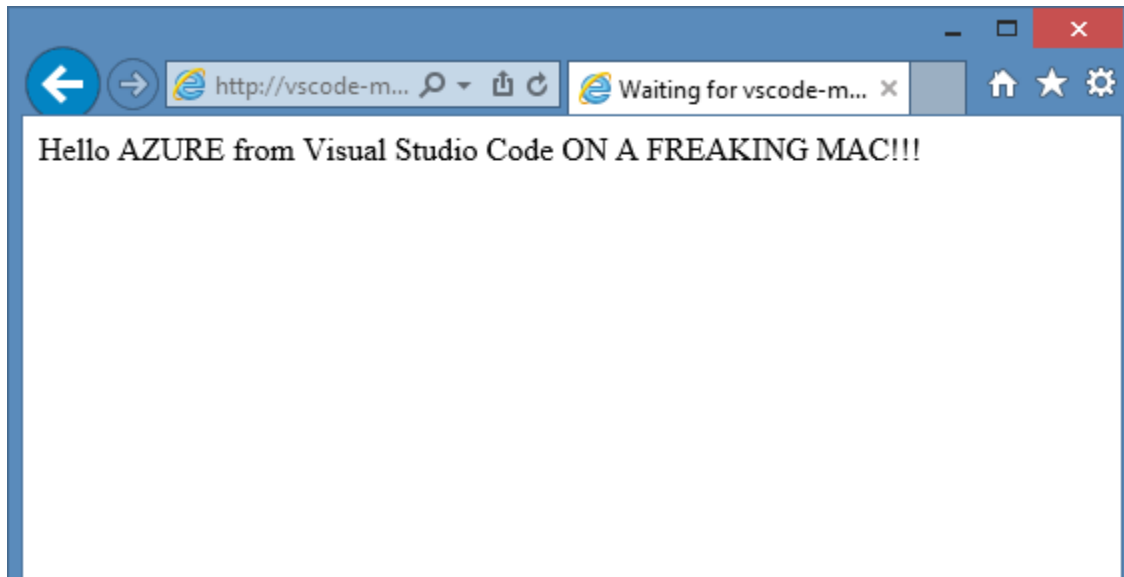 http://vscode-m...
Waiting for vscode-m...
Hello AZURE from Visual Studio Code ON A FREAKING MAC!!!